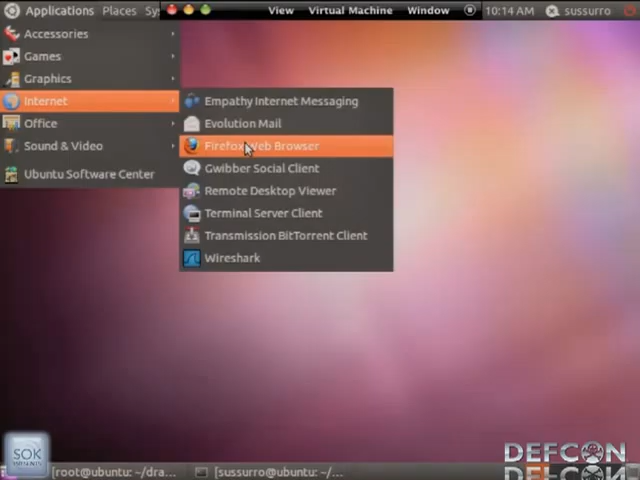 Applications Places Sy View Virtual Machine Window 10:14 AM sussurro
Accessories
Games
Graphics
Internet
Office
Sound & Video
Ubuntu Software Center
Empathy Internet Messaging
Evolution Mail
Firefox Web Browser
Gwibber Social Client
Remote Desktop Viewer
Terminal Server Client
Transmission BitTorrent Client
Wireshark
SOK
[root@ubuntu: ~/dra... [sussurro@ubuntu: ~/...
DEFCON